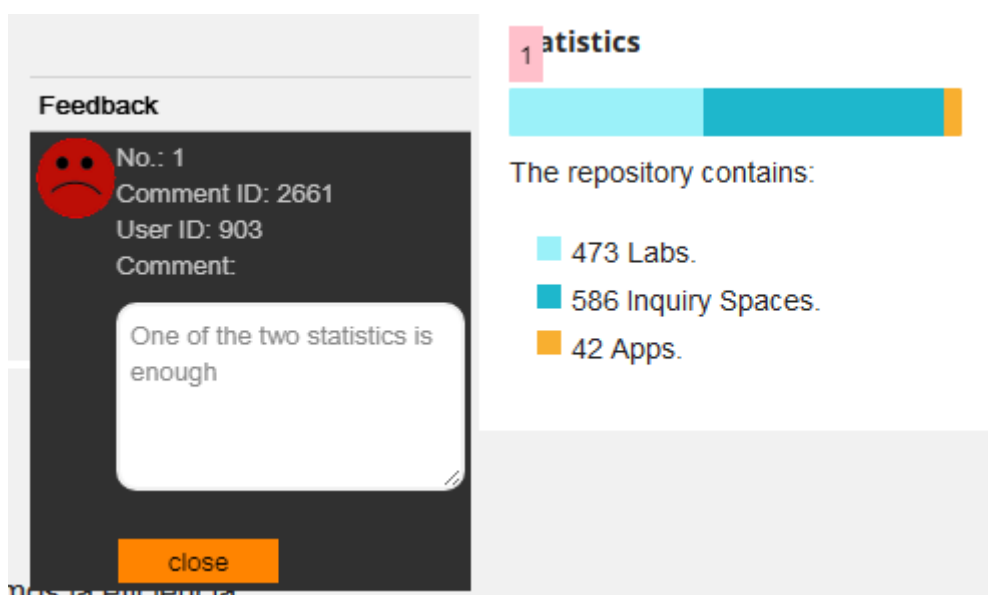 Feedback
No.: 1
Comment ID: 2661
User ID: 903
Comment:
One of the two statistics is
enough
close
1
atistics
The repository contains:
473 Labs.
586 Inquiry Spaces.
42 Apps.